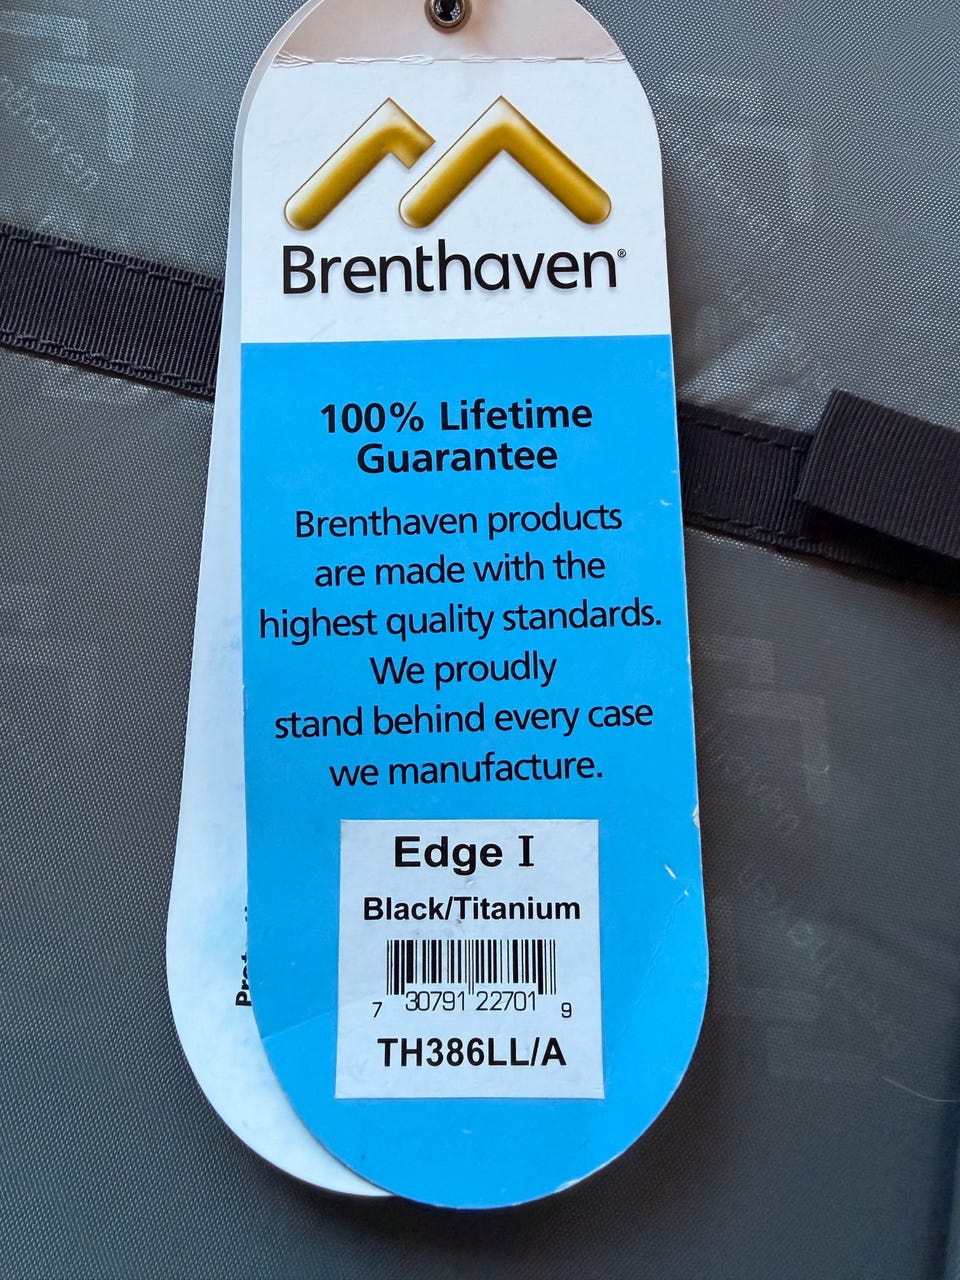 Brenthaven®
100% Lifetime
Guarantee
Brenthaven products
are made with the
highest quality standards.
We proudly
stand behind every case
we manufacture.
Edge I
Black/Titanium
7 30791 22701 9
TH386LL/A